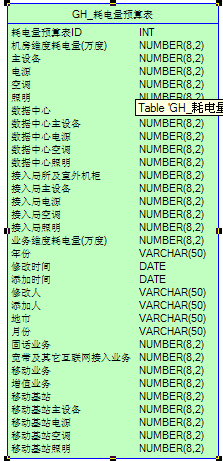 GH_耗电量预算表
耗电量预算表ID INT
机房维度耗电量(万度) NUMBER(8,2)
主设备 NUMBER(8,2)
电源 NUMBER(8,2)
空调 NUMBER(8,2)
照明 NUMBER(8,2)
数据中心
Table 'GH_耗电量
数据中心主设备 NUMBER(8,2)
数据中心电源 NUMBER(8,2)
数据中心空调 NUMBER(8,2)
数据中心照明 NUMBER(8,2)
接入局所及室外机柜 NUMBER(8,2)
接入局主设备 NUMBER(8,2)
接入局电源 NUMBER(8,2)
接入局空调 NUMBER(8,2)
接入局照明 NUMBER(8,2)
业务维度耗电量(万度) NUMBER(8,2)
年份 VARCHAR(50)
修改时间 DATE
添加时间 DATE
修改人 VARCHAR(50)
添加人 VARCHAR(50)
地市 VARCHAR(50)
月份 VARCHAR(50)
固话业务 NUMBER(8,2)
宽带及其它互联网接入业务 NUMBER(8,2)
移动业务 NUMBER(8,2)
增值业务 NUMBER(8,2)
移动基站 NUMBER(8,2)
移动基站主设备 NUMBER(8,2)
移动基站电源 NUMBER(8,2)
移动基站空调 NUMBER(8,2)
移动基站照明 NUMBER(8,2)